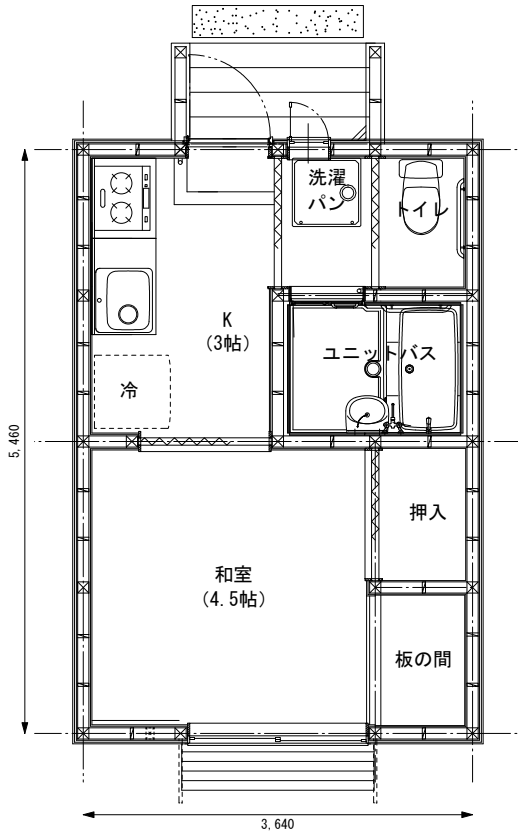 洗濯
パン
トイレ
K
(3帖)
ユニットバス
冷
5,460
押入
和室
(4.5帖)
板の間
3,640